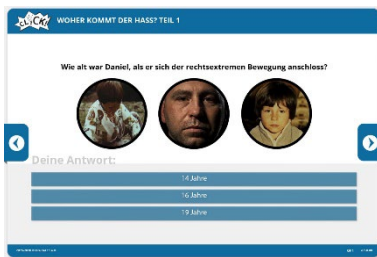 CLICK!
WOHER KOMMT DER HASS? TEIL 1
Wie alt war Daniel, als er sich der rechtsextremen Bewegung anschloss?
Deine Antwort:
14 Jahre
16 Jahre
19 Jahre